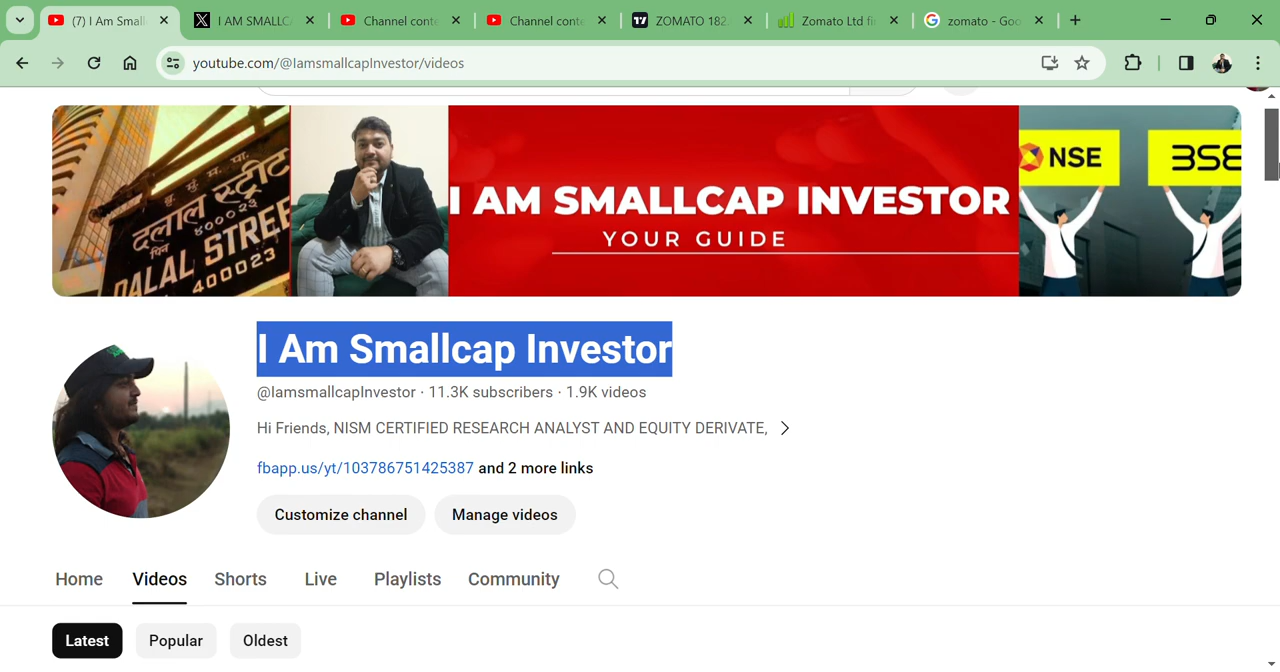 (7) I Am Small
I AM SMALLCA
Channel conte
Channel conte
ZOMATO 182.
Zomato Ltd fi
zomato - Goo
youtube.com/@IamsmallcapInvestor/videos
दलाल स्ट्रीट
४०००२३
DALAL STREE
400023
I AM SMALLCAP INVESTOR
YOUR GUIDE
NSE
BSE
I Am Smallcap Investor
@IamsmallcapInvestor · 11.3K subscribers · 1.9K videos
Hi Friends, NISM CERTIFIED RESEARCH ANALYST AND EQUITY DERIVATE,
fbapp.us/yt/103786751425387 and 2 more links
Customize channel Manage videos
Home Videos Shorts Live Playlists Community
Latest Popular Oldest